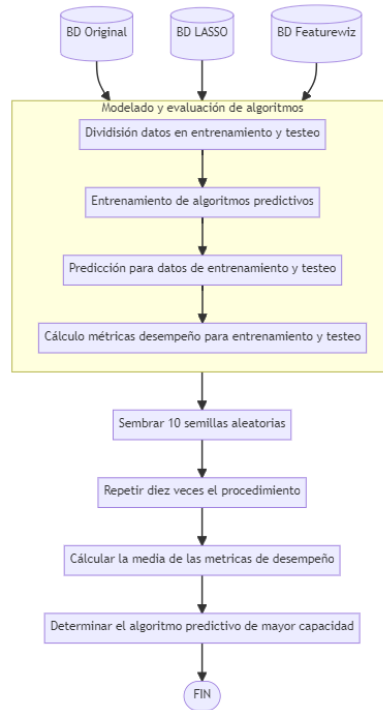 BD Original
BD LASSO
BD Featurewiz
Modelado y evaluación de algoritmos
Dividisión datos en entrenamiento y testeo
Entrenamiento de algoritmos predictivos
Predicción para datos de entrenamiento y testeo
Cálculo métricas desempeño para entrenamiento y testeo
Sembrar 10 semillas aleatorias
Repetir diez veces el procedimiento
Cálcular la media de las metricas de desempeño
Determinar el algoritmo predictivo de mayor capacidad
FIN